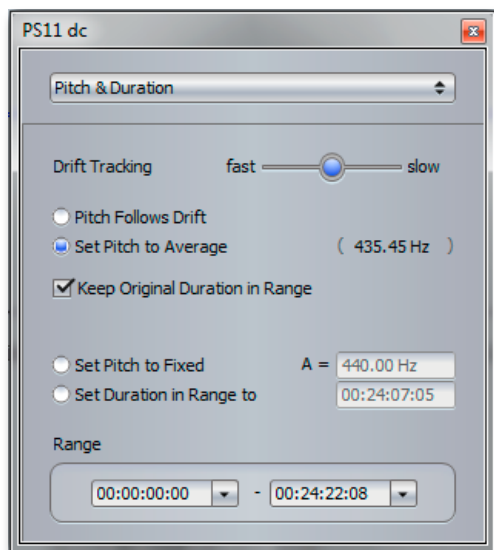 PS11 dc
Pitch & Duration
Drift Tracking fast slow
Pitch Follows Drift
Set Pitch to Average ( 435.45 Hz )
Keep Original Duration in Range
Set Pitch to Fixed A = 440.00 Hz
Set Duration in Range to 00:24:07:05
Range
00:00:00:00 - 00:24:22:08